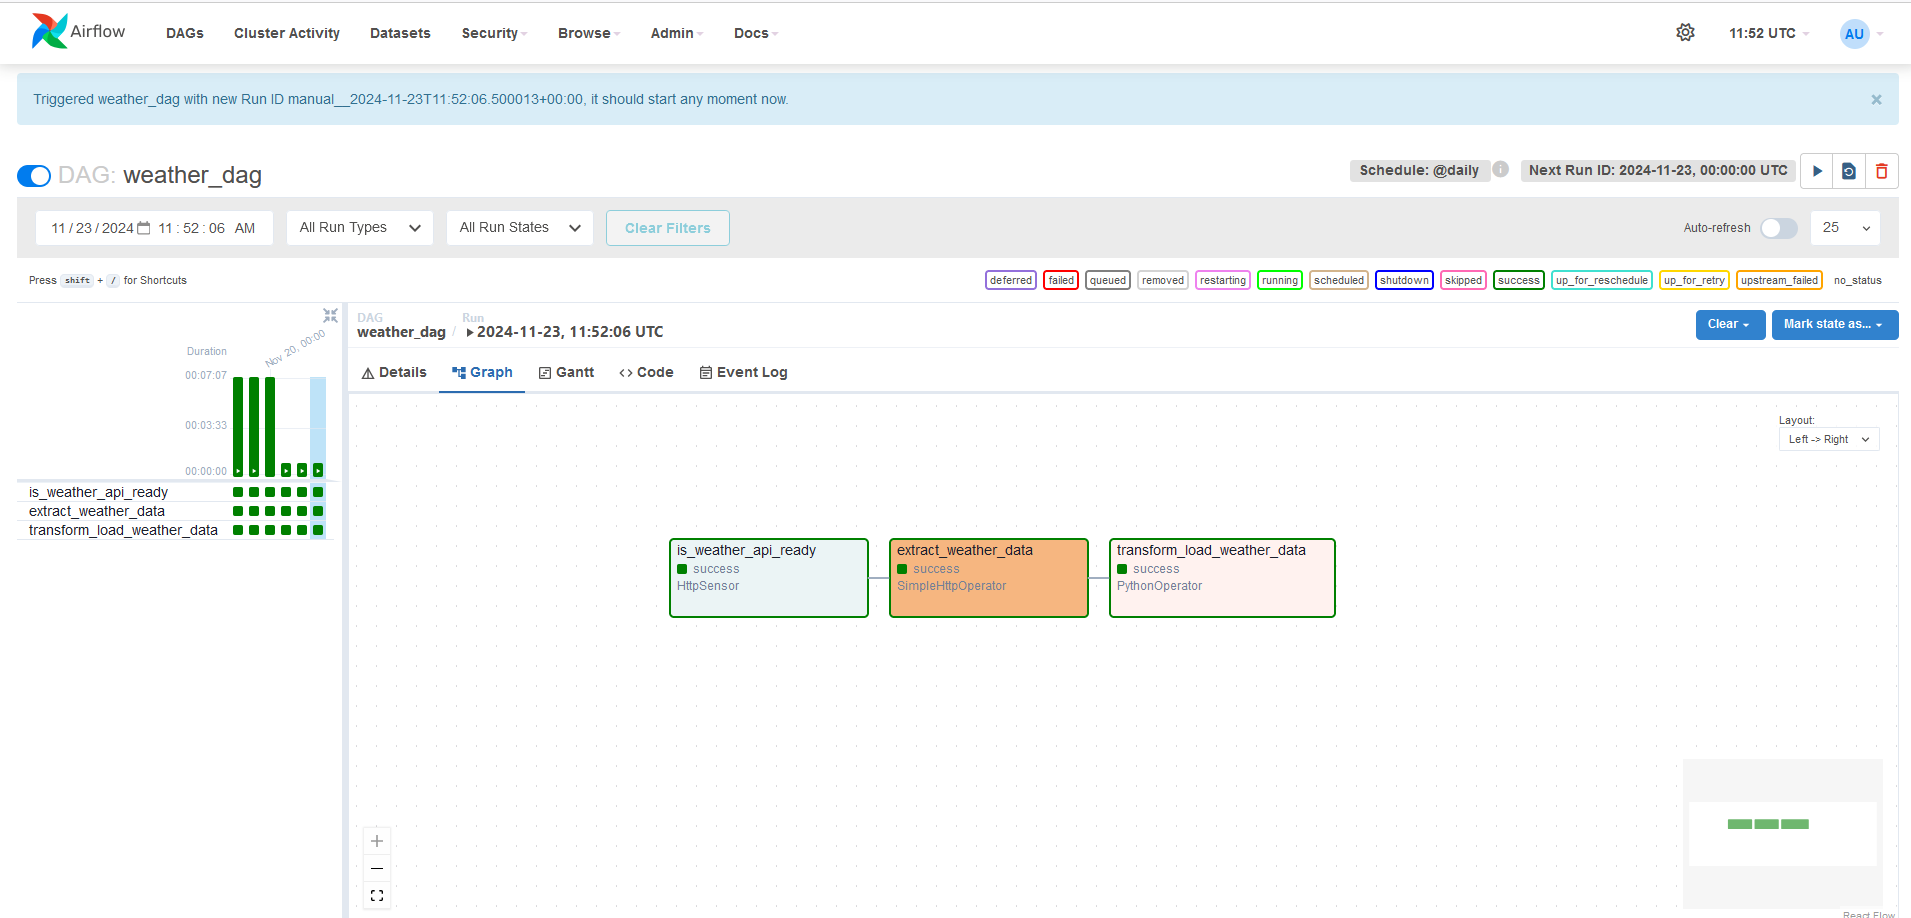 Airflow DAGs Cluster Activity Datasets Security Browse Admin Docs 11:52 UTC AU
Triggered weather_dag with new Run ID manual__2024-11-23T11:52:06.500013+00:00, it should start any moment now. ×
DAG: weather_dag Schedule: @daily i Next Run ID: 2024-11-23, 00:00:00 UTC
11/23/2024 11:52:06 AM All Run Types All Run States Clear Filters Auto-refresh 25
Press shift + / for Shortcuts deferred failed queued removed restarting running scheduled shutdown skipped success up_for_reschedule up_for_retry upstream_failed no_status
DAG Run
weather_dag / 2024-11-23, 11:52:06 UTC Clear Mark state as...
Nov 20, 00:00
Duration
00:07:07
00:03:33
00:00:00
is_weather_api_ready
extract_weather_data
transform_load_weather_data
Details Graph Gantt Code Event Log
Layout:
Left -> Right
is_weather_api_ready
success
HttpSensor
extract_weather_data
success
SimpleHttpOperator
transform_load_weather_data
success
PythonOperator
React Flow